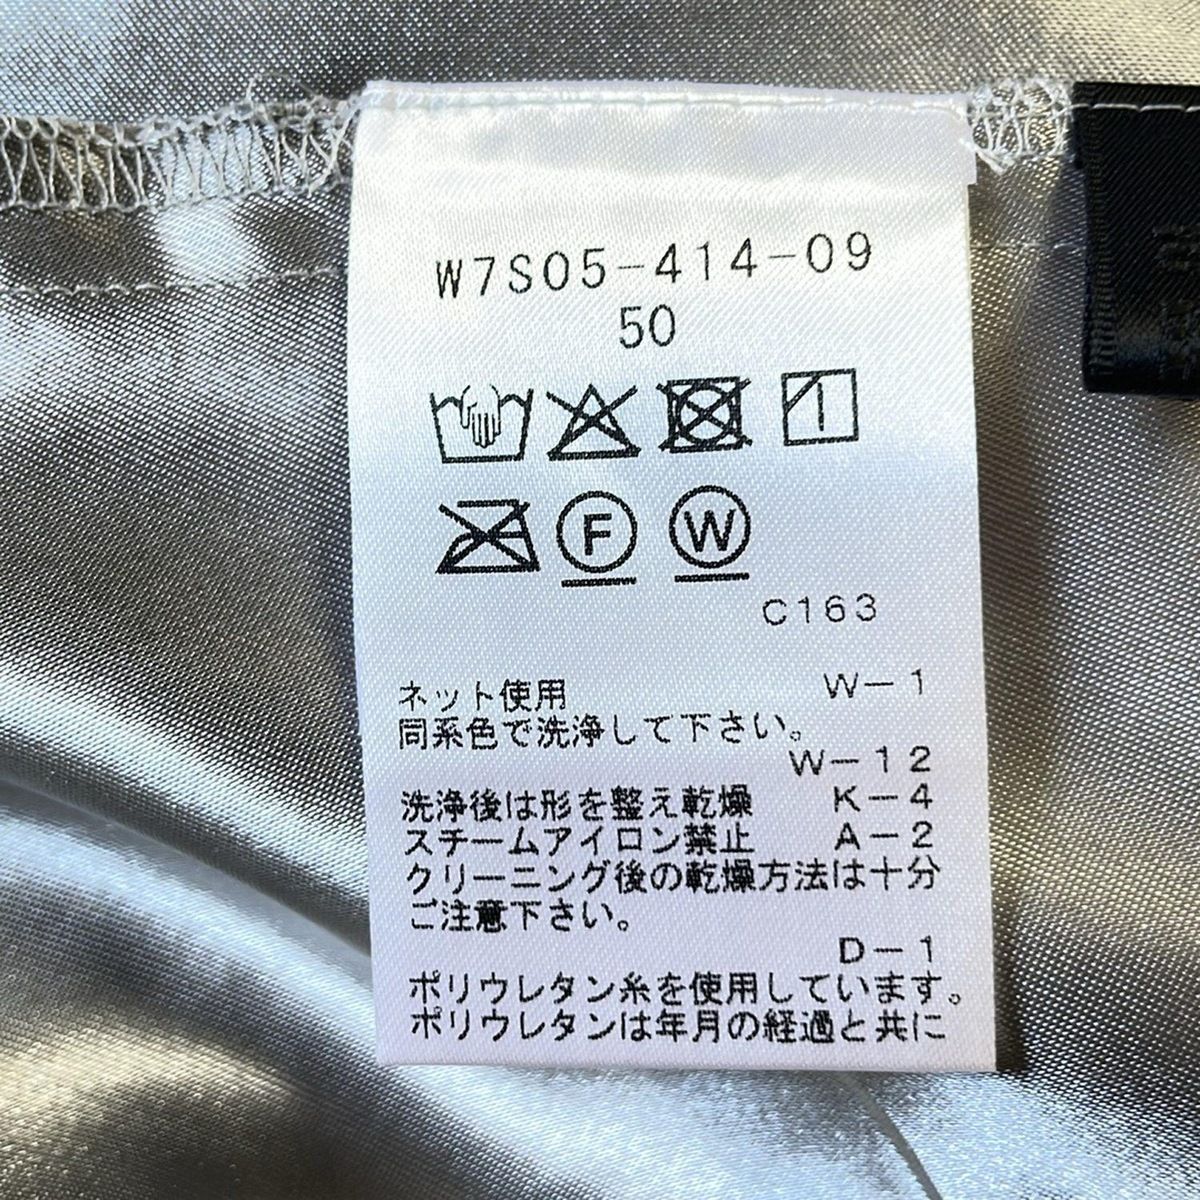 W7S05-414-09
50
F W
C163
ネット使用 W-1
同系色で洗浄して下さい。
W-12
洗浄後は形を整え乾燥 K-4
スチームアイロン禁止 A-2
クリーニング後の乾燥方法は十分
ご注意下さい。
D-1
ポリウレタン糸を使用しています。
ポリウレタンは年月の経過と共に